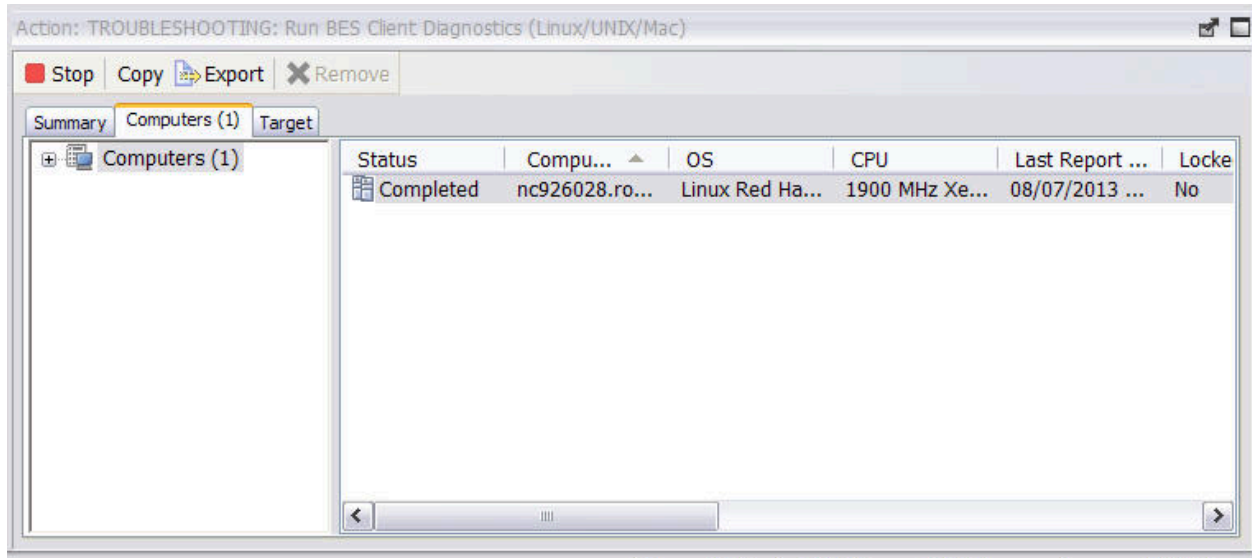 Action: TROUBLESHOOTING: Run BES Client Diagnostics (Linux/UNIX/Mac)
Stop Copy Export Remove
Summary Computers (1) Target
Computers (1)
Status Compu... OS CPU Last Report ... Locke
Completed nc926028.ro... Linux Red Ha... 1900 MHz Xe... 08/07/2013 ... No